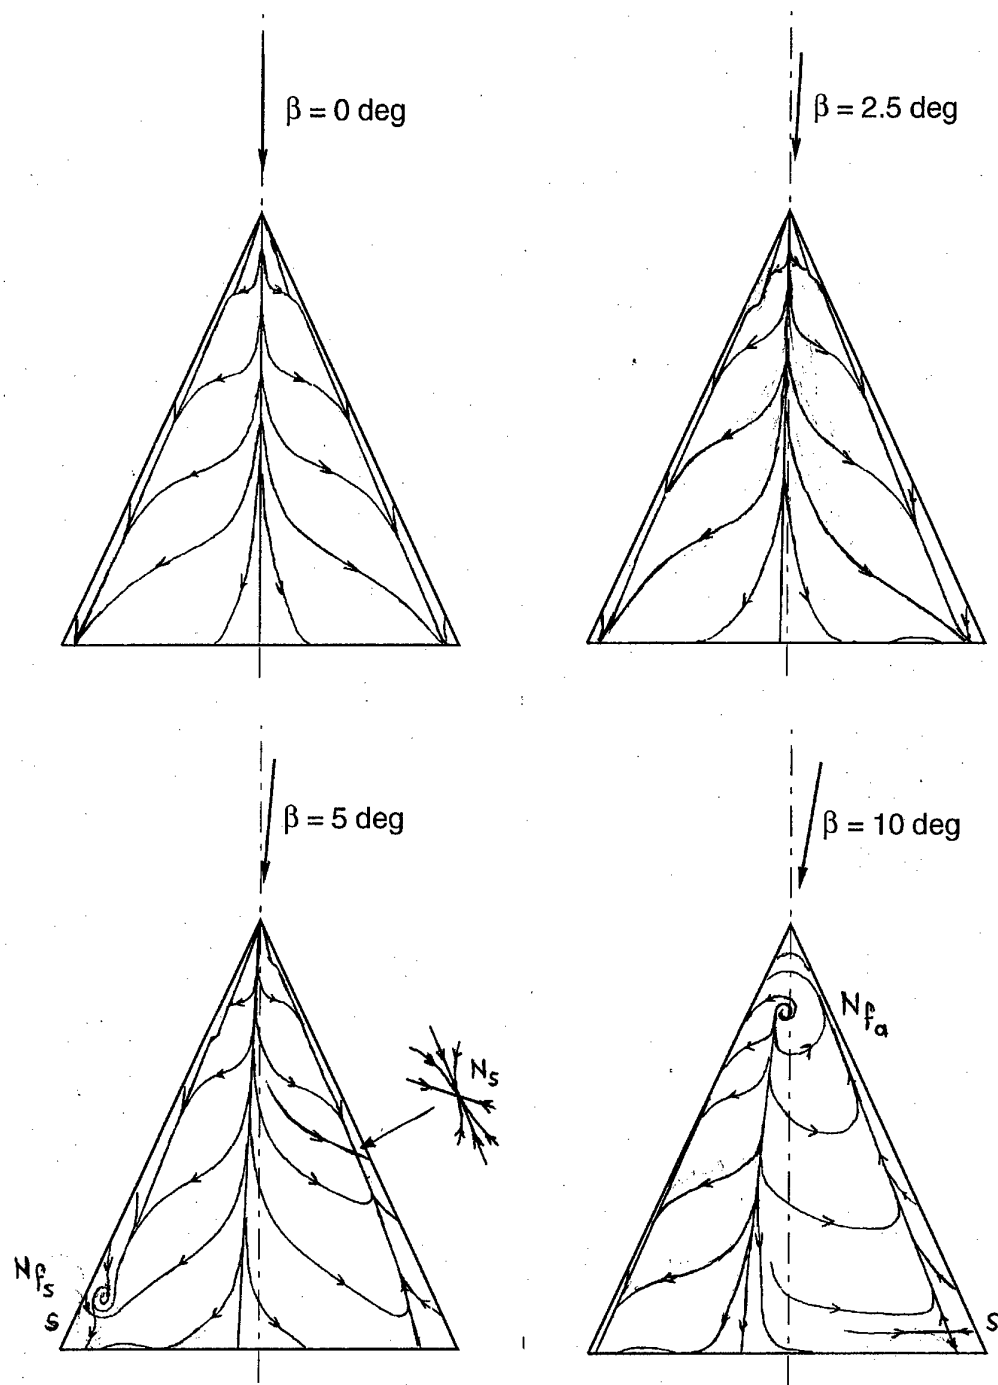 β = 0 deg
β = 2.5 deg
β = 5 deg
β = 10 deg
Ns
Nfa
Nfs
S
S